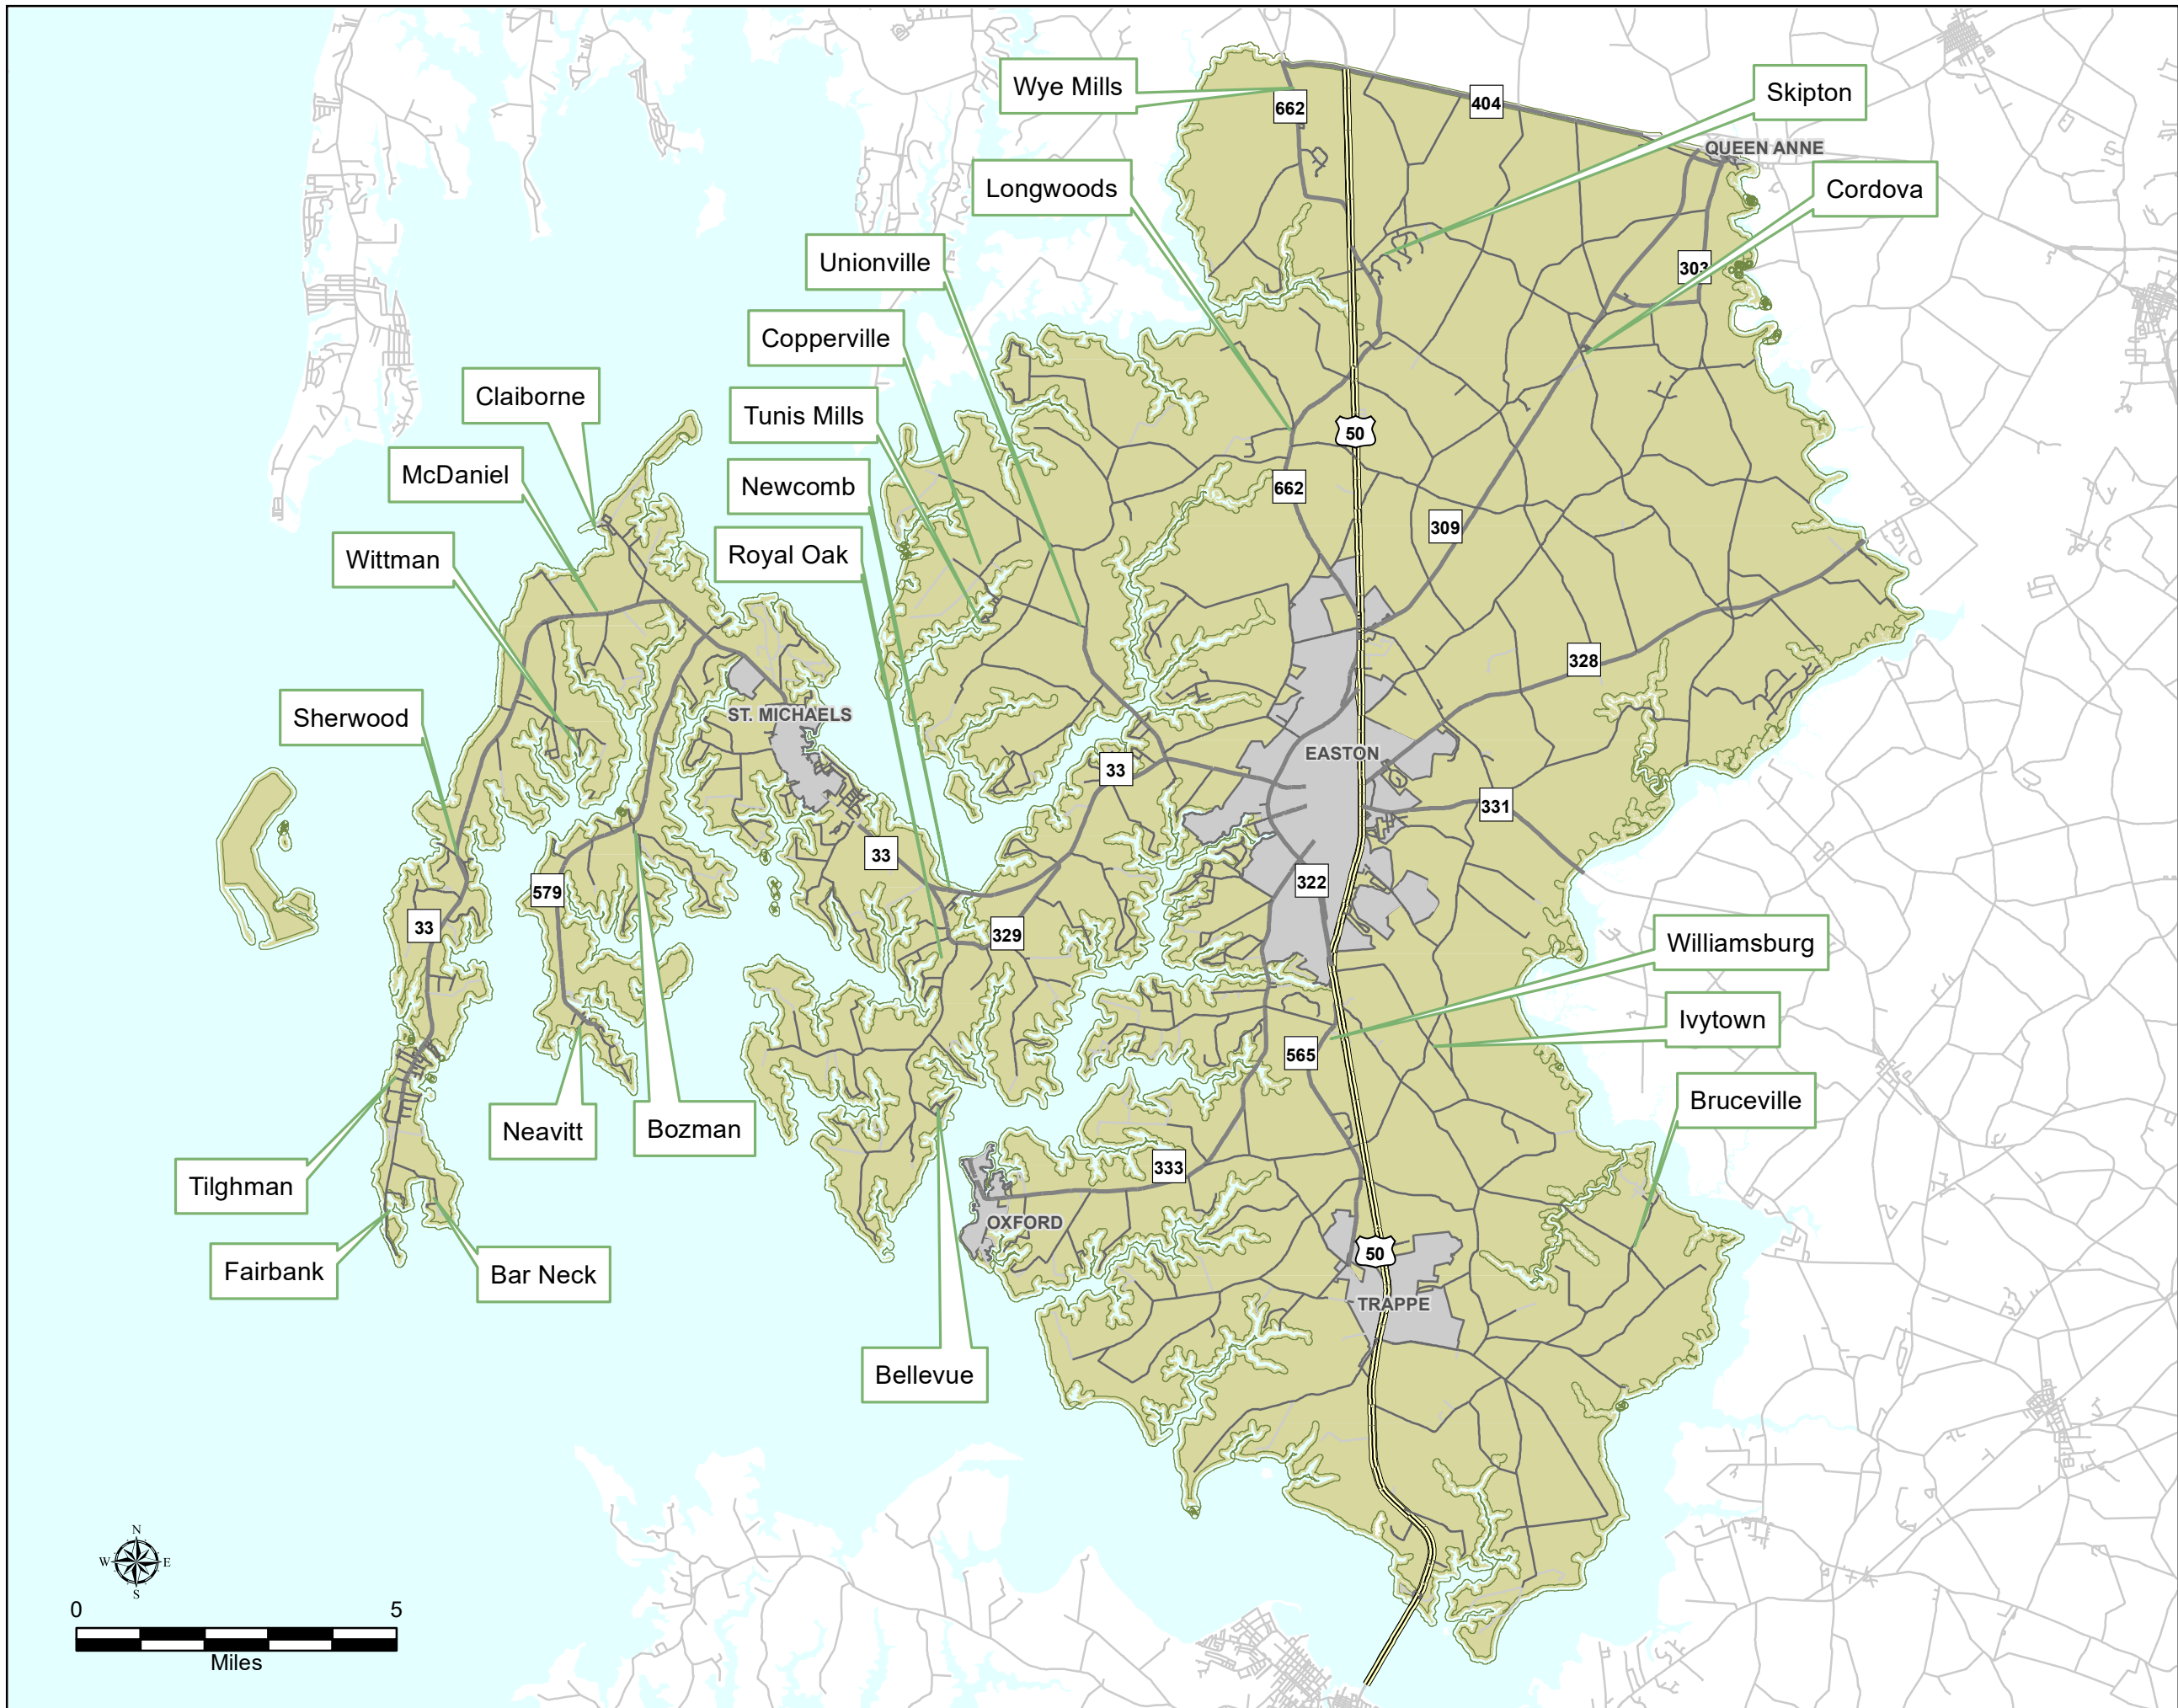 Wye Mills
662
404
Skipton
QUEEN ANNE
Longwoods
Cordova
Unionville
303
Copperville
Claiborne
Tunis Mills
50
McDaniel
Newcomb
662
309
Royal Oak
Wittman
328
Sherwood
ST. MICHAELS
EASTON
33
331
33
322
579
33
329
Williamsburg
Ivytown
565
Bruceville
Neavitt
Bozman
333
Tilghman
OXFORD
50
Fairbank
Bar Neck
TRAPPE
Bellevue
N
W
E
S
0
5
Miles